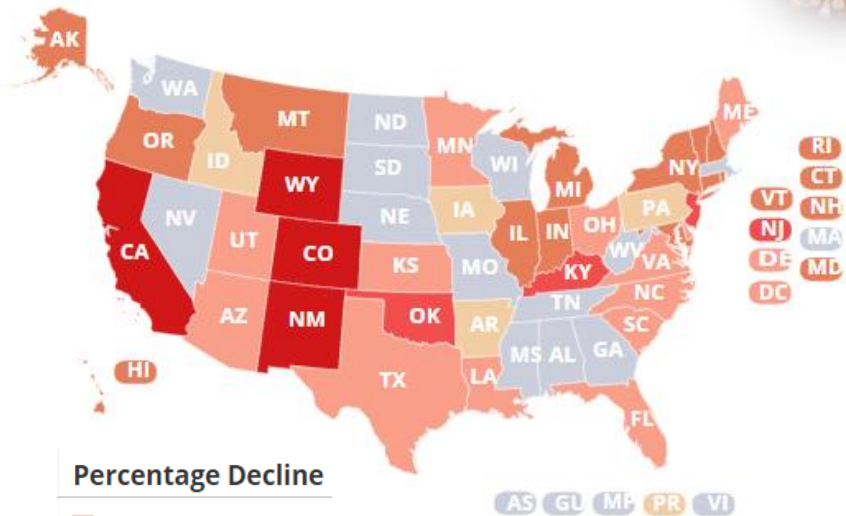 AK
WA
MT
ND
MN
ME
OR
ID
SD
WI
MI
NY
RI
WY
CT
NV
NE
IA
PA
VT
NH
CA
UT
CO
IL
IN
OH
NJ
MA
KS
MO
KY
WV
VA
DE
MD
AZ
NM
OK
AR
TN
NC
DC
SC
MS
AL
GA
HI
TX
LA
FL
Percentage Decline
AS
GU
MP
PR
VI